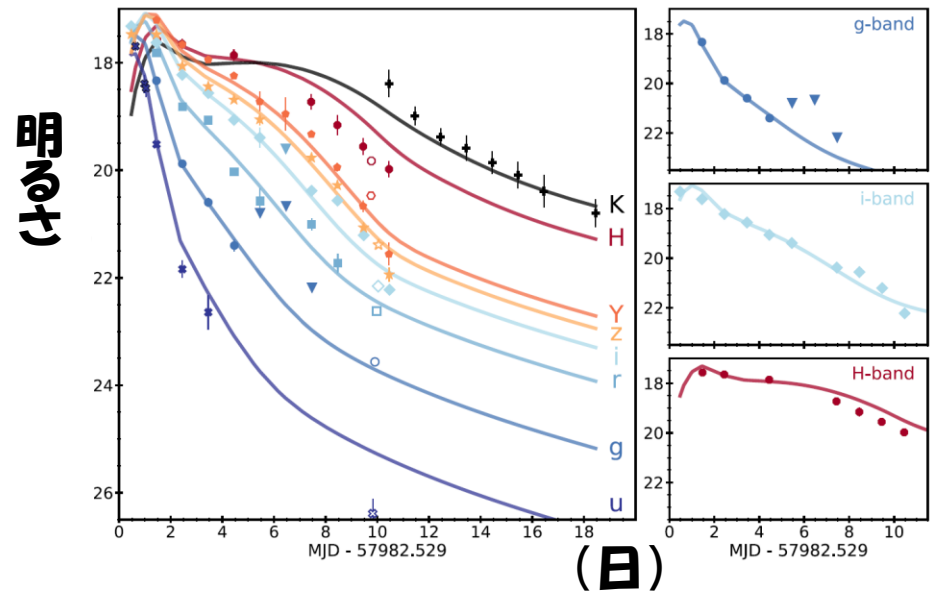 明るさ
18
20
22
24
26
0 2 4 6 8 10 12 14 16 18
MJD - 57982.529
(日)
K
H
Y
z
i
r
g
u
g-band
18
20
22
i-band
18
20
22
H-band
18
20
22
0 2 4 6 8 10
MJD - 57982.529